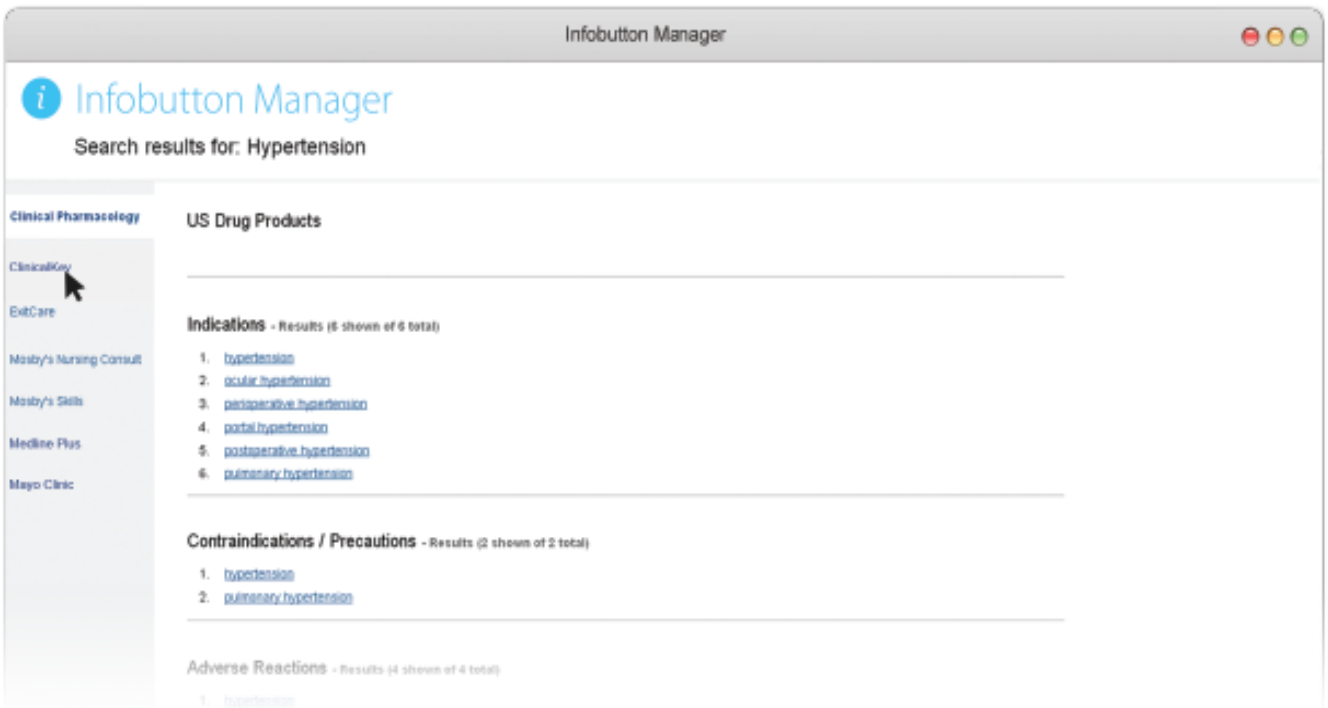 Infobutton Manager
i Infobutton Manager
Search results for: Hypertension
Clinical Pharmacology
ClinicalKey
ExitCare
Mosby's Nursing Consult
Mosby's Skills
Medline Plus
Mayo Clinic
US Drug Products
Indications - Results (6 shown of 6 total)
1. hypertension
2. ocular hypertension
3. perioperative hypertension
4. portal hypertension
5. postoperative hypertension
6. pulmonary hypertension
Contraindications / Precautions - Results (2 shown of 2 total)
1. hypertension
2. pulmonary hypertension
Adverse Reactions - Results (4 shown of 4 total)
1. hypertension